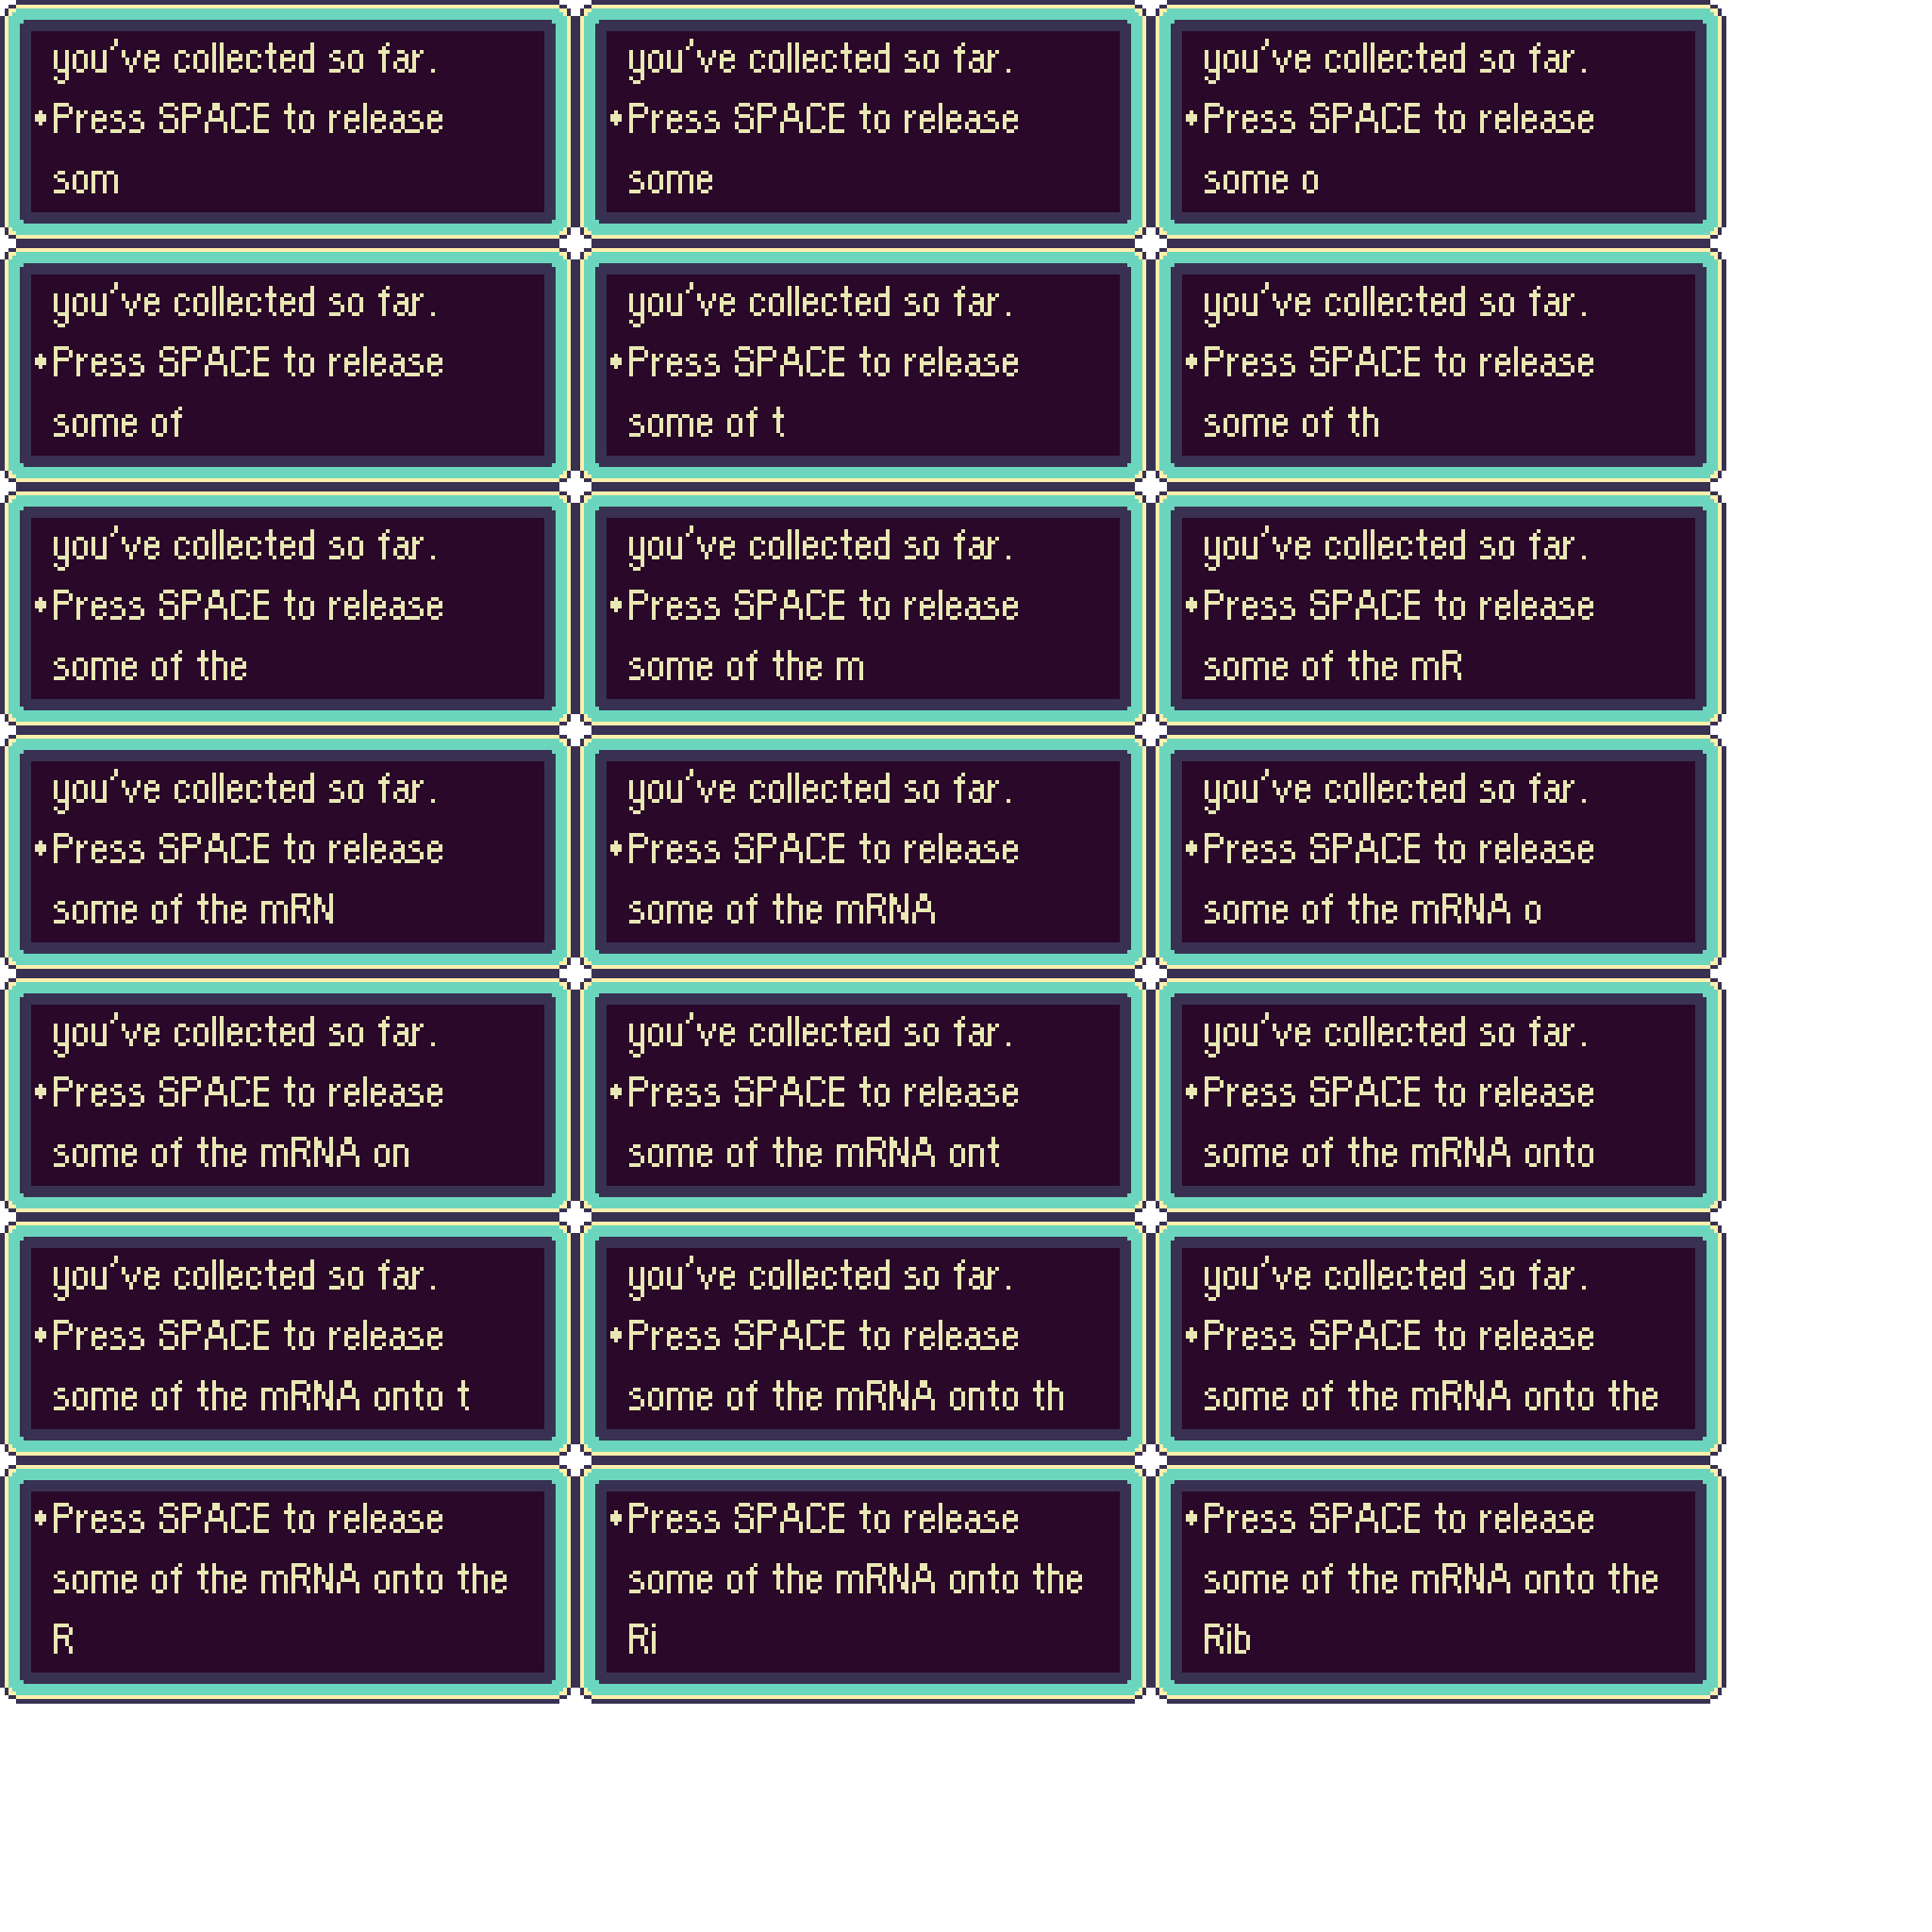 you've collected so far.
Press SPACE to release
som
you've collected so far.
Press SPACE to release
some
you've collected so far.
Press SPACE to release
some o
you've collected so far.
Press SPACE to release
some of
you've collected so far.
Press SPACE to release
some of t
you've collected so far.
Press SPACE to release
some of th
you've collected so far.
Press SPACE to release
some of the
you've collected so far.
Press SPACE to release
some of the m
you've collected so far.
Press SPACE to release
some of the mR
you've collected so far.
Press SPACE to release
some of the mRN
you've collected so far.
Press SPACE to release
some of the mRNA
you've collected so far.
Press SPACE to release
some of the mRNA o
you've collected so far.
Press SPACE to release
some of the mRNA on
you've collected so far.
Press SPACE to release
some of the mRNA ont
you've collected so far.
Press SPACE to release
some of the mRNA onto
you've collected so far.
Press SPACE to release
some of the mRNA onto t
you've collected so far.
Press SPACE to release
some of the mRNA onto th
you've collected so far.
Press SPACE to release
some of the mRNA onto the
Press SPACE to release
some of the mRNA onto the
R
Press SPACE to release
some of the mRNA onto the
Ri
Press SPACE to release
some of the mRNA onto the
Rib